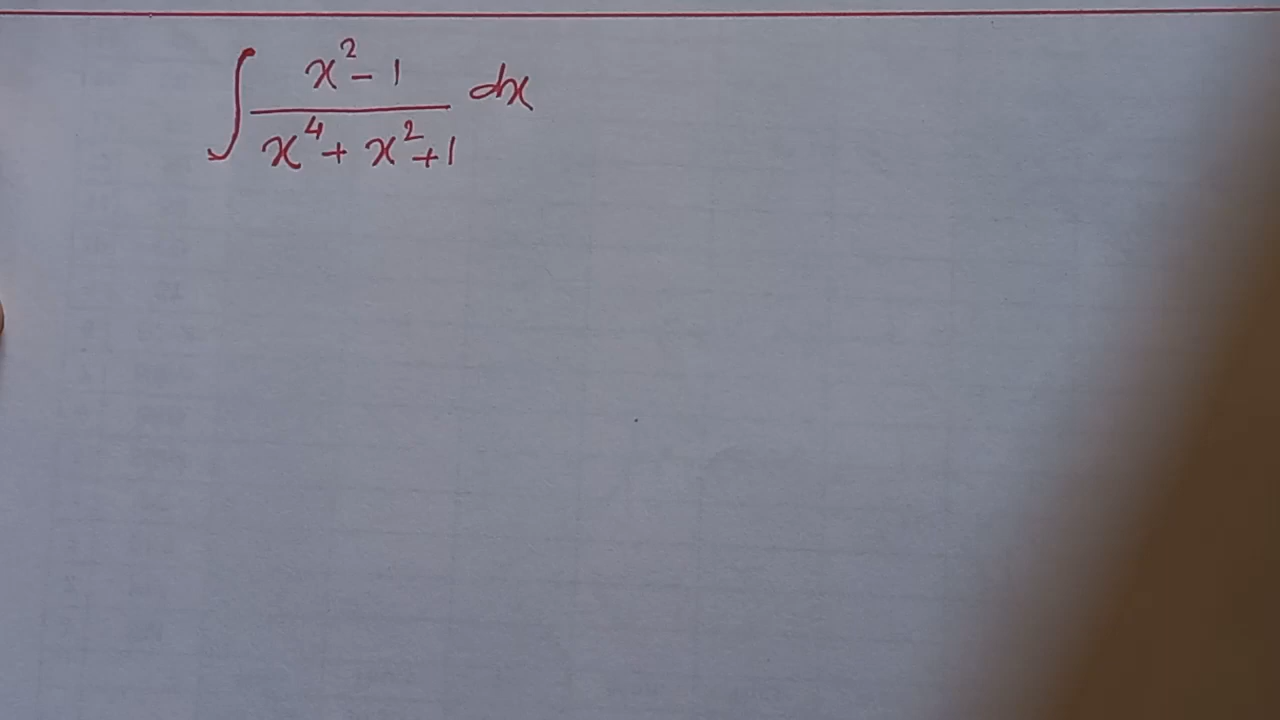 ∫ x² - 1 / x⁴ + x² + 1 dx